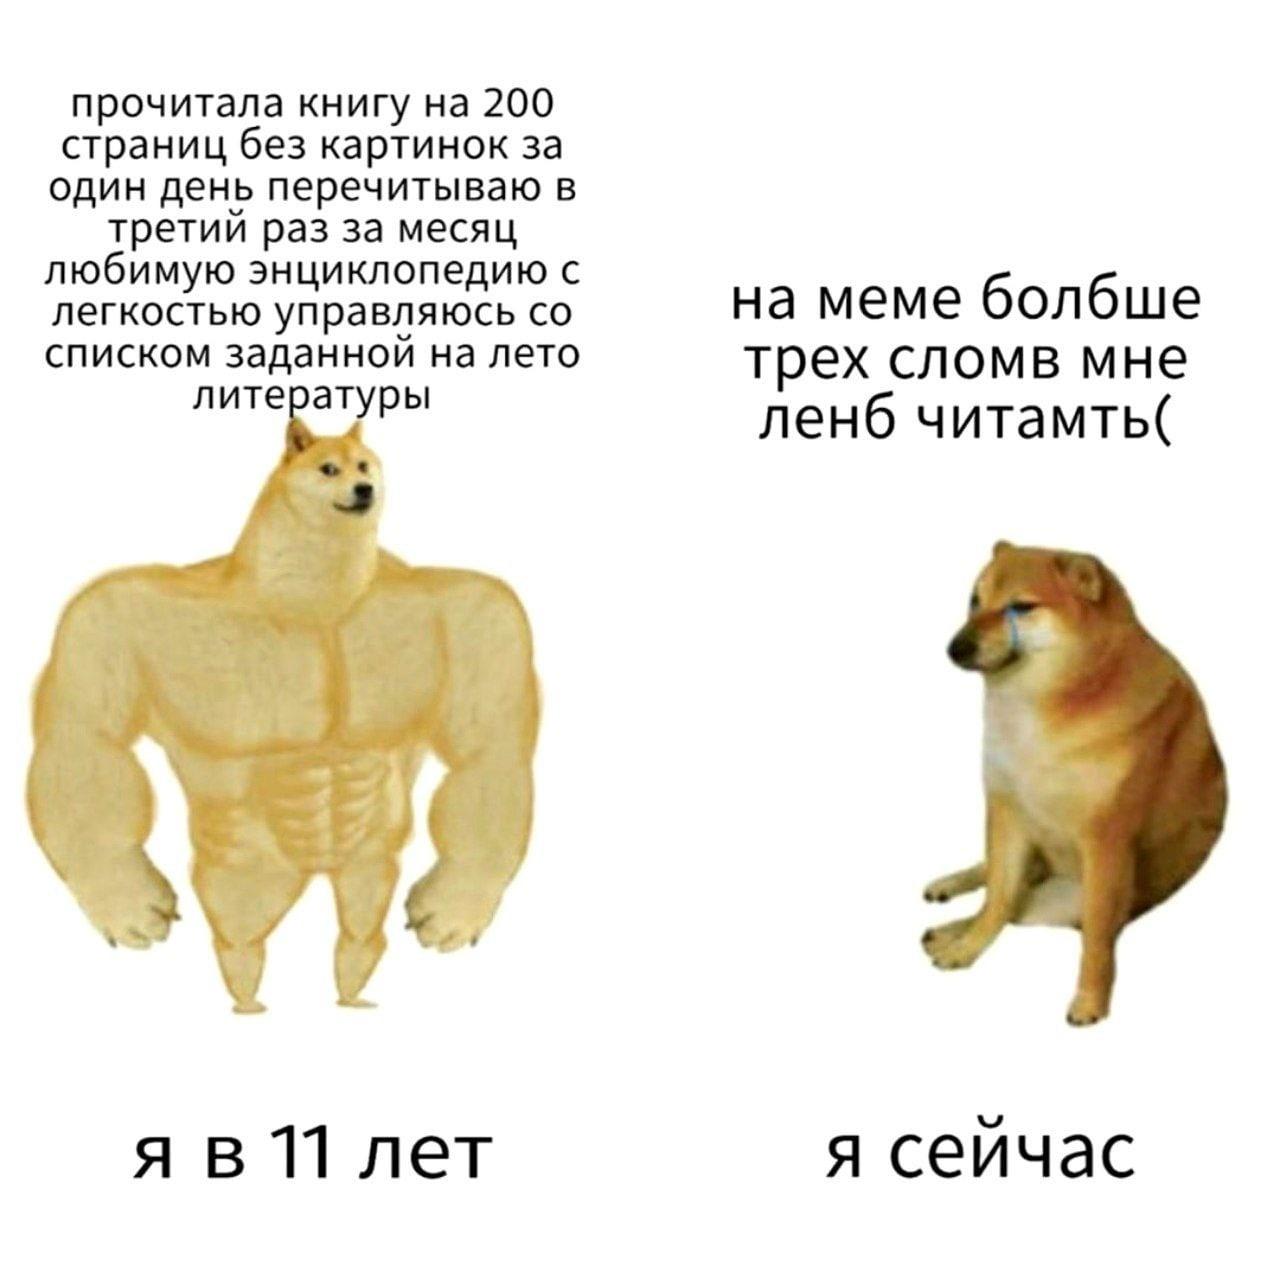 прочитала книгу на 200
страниц без картинок за
один день перечитываю в
третий раз за месяц
любимую энциклопедию с
легкостью управляюсь со
списком заданной на лето
литературы
на меме болбше
трех сломв мне
ленб читамть(
я в 11 лет
я сейчас